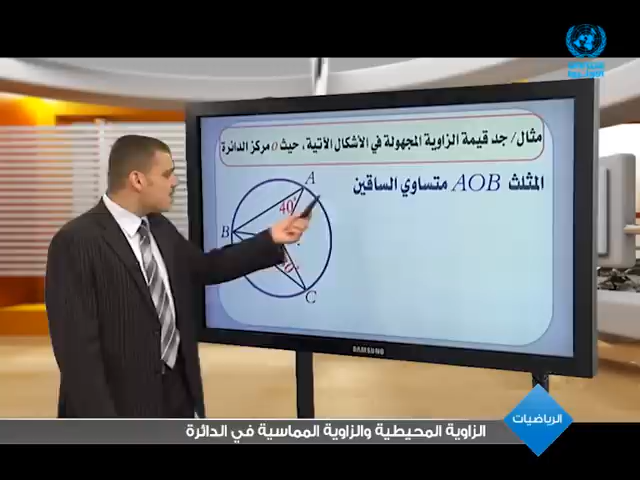 مثال/ جد قيمة الزاوية المجهولة في الأشكال الآتية، حيث o مركز الدائرة
المثلث AOB متساوي الساقين
A
40°
B
C
SAMSUNG
الرياضيات
الزاوية المحيطية والزاوية المماسية في الدائرة